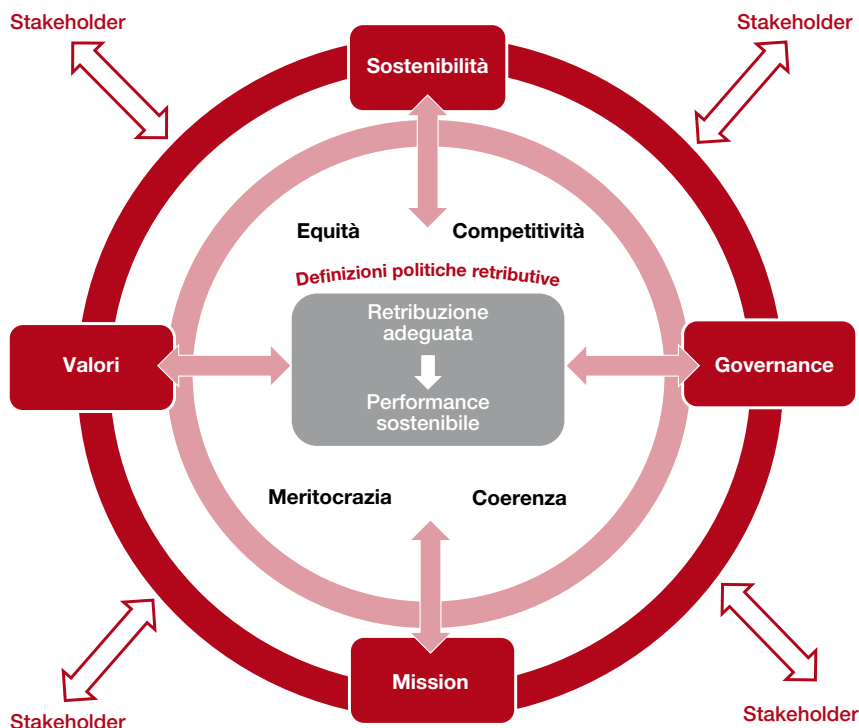 Stakeholder
Stakeholder
Sostenibilità
Equità
Competitività
Definizioni politiche retributive
Retribuzione
adeguata
Valori
Governance
Performance
sostenibile
Meritocrazia
Coerenza
Mission
Stakeholder
Stakeholder